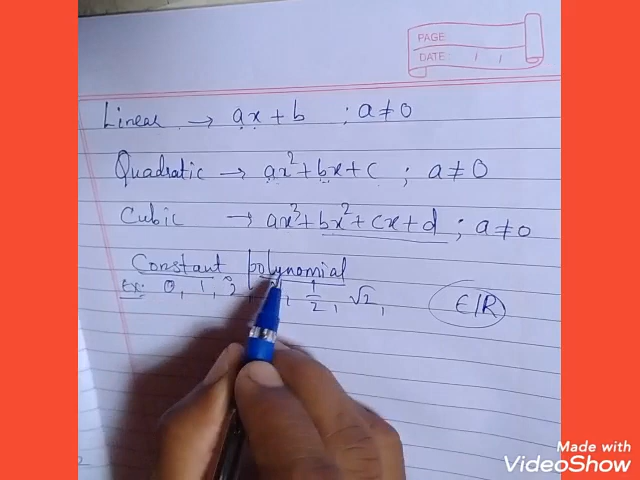 PAGE
DATE: / /
Linear → ax + b ; a ≠ 0
Quadratic → ax² + bx + c ; a ≠ 0
Cubic → ax³ + bx² + cx + d ; a ≠ 0
Constant polynomial
Ex: 0, 1, 2, , 1/2, √2, ∈ R
Made with
VideoShow